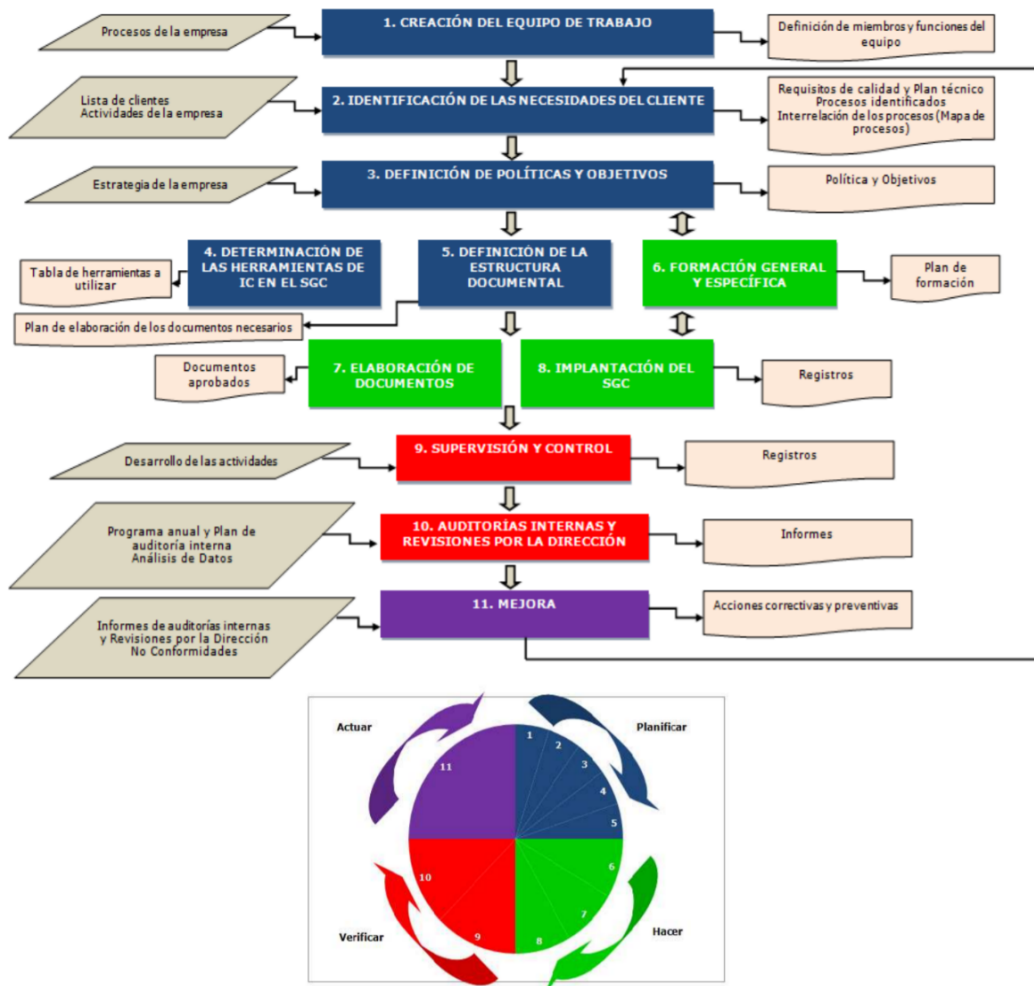 Procesos de la empresa
1. CREACIÓN DEL EQUIPO DE TRABAJO
Definición de miembros y funciones del
equipo
Lista de clientes
Actividades de la empresa
2. IDENTIFICACIÓN DE LAS NECESIDADES DEL CLIENTE
Requisitos de calidad y Plan técnico
Procesos identificados
Interrelación de los procesos (Mapa de
procesos)
Estrategia de la empresa
3. DEFINICIÓN DE POLÍTICAS Y OBJETIVOS
Política y Objetivos
Tabla de herramientas a
utilizar
4. DETERMINACIÓN DE
LAS HERRAMIENTAS DE
IC EN EL SGC
5. DEFINICIÓN DE LA
ESTRUCTURA
DOCUMENTAL
6. FORMACIÓN GENERAL
Y ESPECÍFICA
Plan de
formación
Plan de elaboración de los documentos necesarios
Documentos
aprobados
7. ELABORACIÓN DE
DOCUMENTOS
8. IMPLANTACIÓN DEL
SGC
Registros
Desarrollo de las actividades
9. SUPERVISIÓN Y CONTROL
Registros
Programa anual y Plan de
auditoría interna
Análisis de Datos
10. AUDITORÍAS INTERNAS Y
REVISIONES POR LA DIRECCIÓN
Informes
Informes de auditorías internas
y Revisiones por la Dirección
No Conformidades
11. MEJORA
Acciones correctivas y preventivas
Actuar
Planificar
1
2
3
4
5
6
7
8
9
10
11
Verificar
Hacer